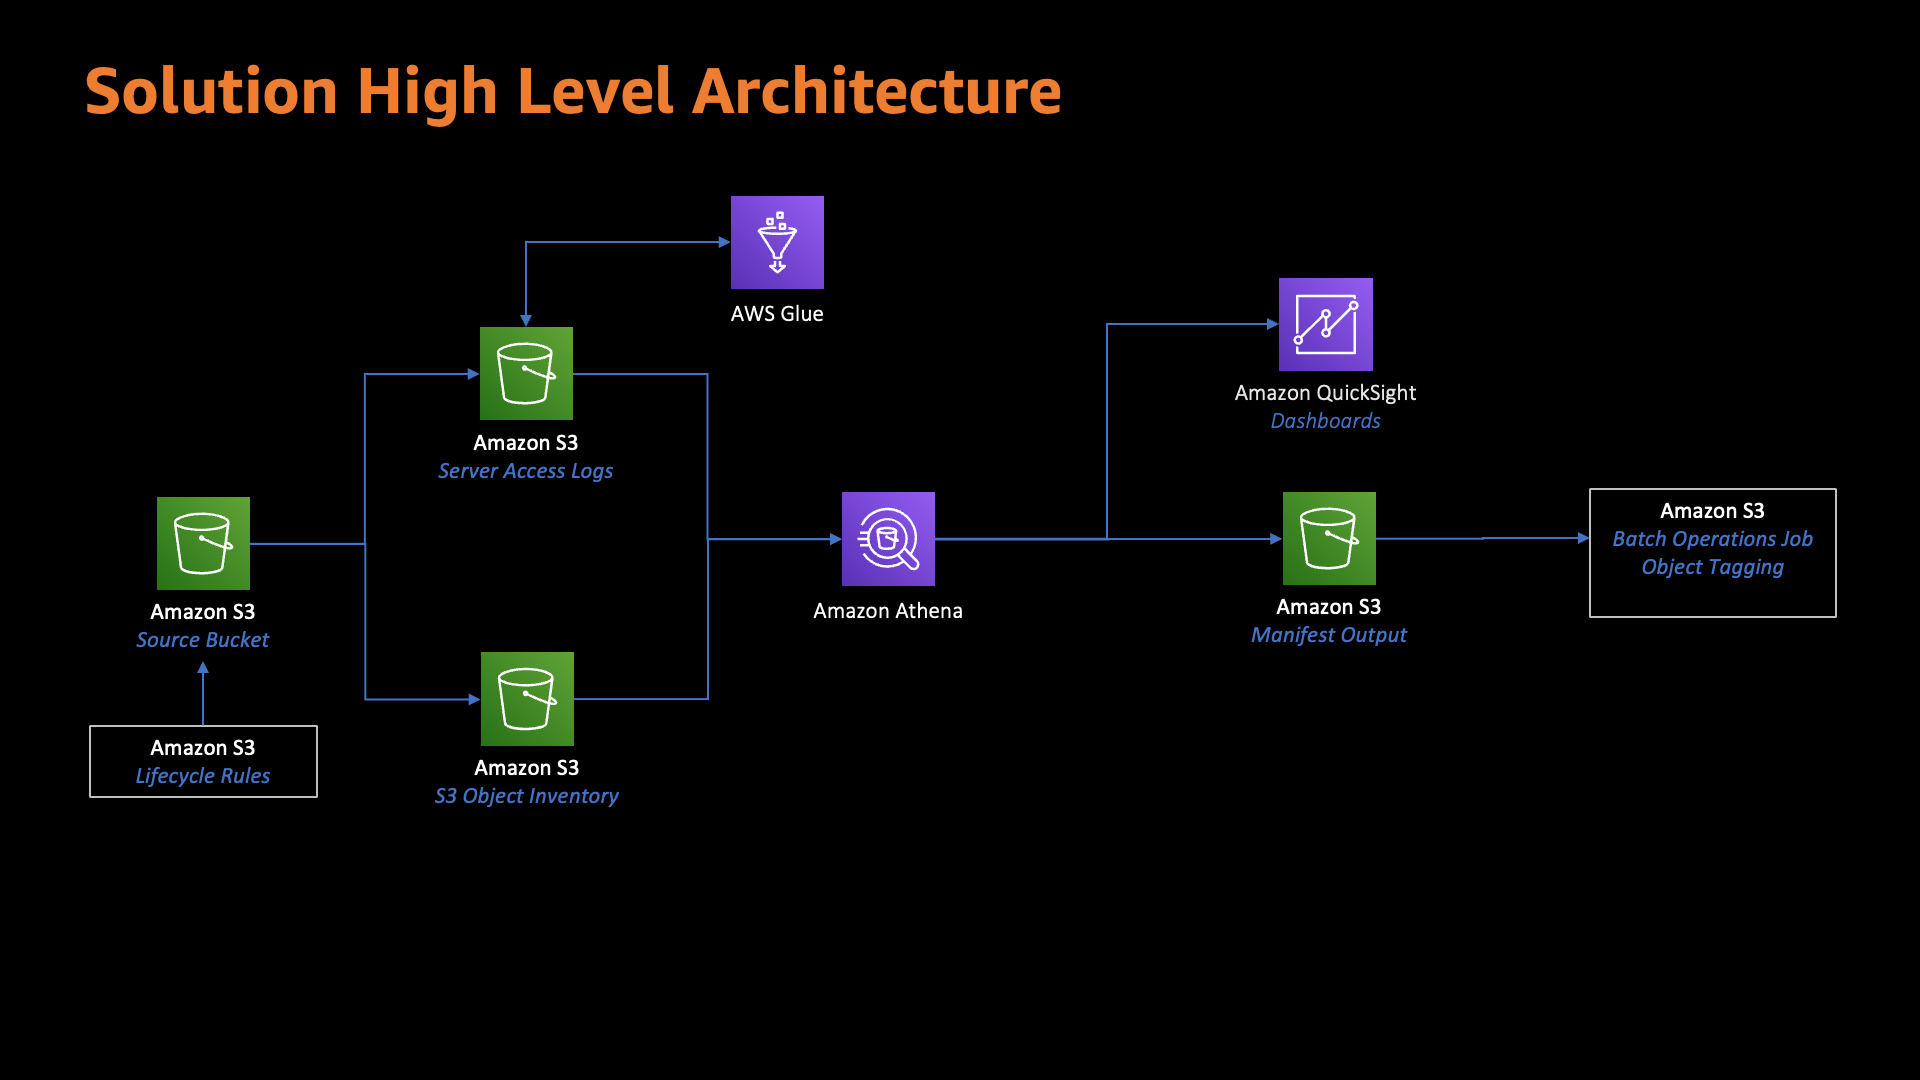 Solution High Level Architecture
AWS Glue
Amazon S3
Server Access Logs
Amazon QuickSight
Dashboards
Amazon S3
Source Bucket
Amazon S3
Lifecycle Rules
Amazon S3
S3 Object Inventory
Amazon Athena
Amazon S3
Manifest Output
Amazon S3
Batch Operations Job
Object Tagging